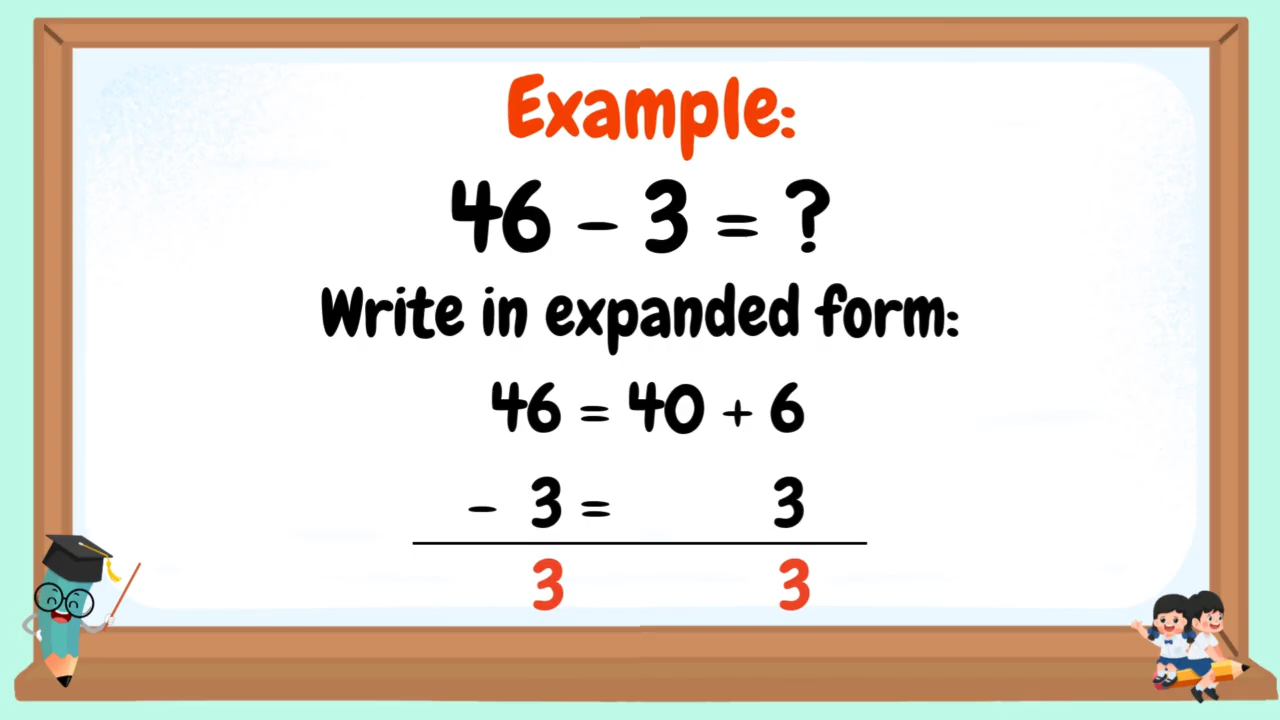 Example:
46 – 3 = ?
Write in expanded form:
46 = 40 + 6
– 3 = 3
3 3